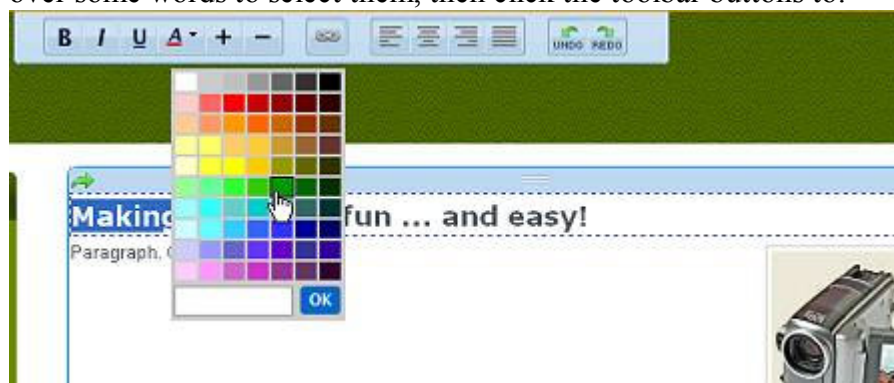 over some words to select them, then click the toolbar buttons to:
B I U A + −
UNDO REDO
Making fun ... and easy!
Paragraph.
OK